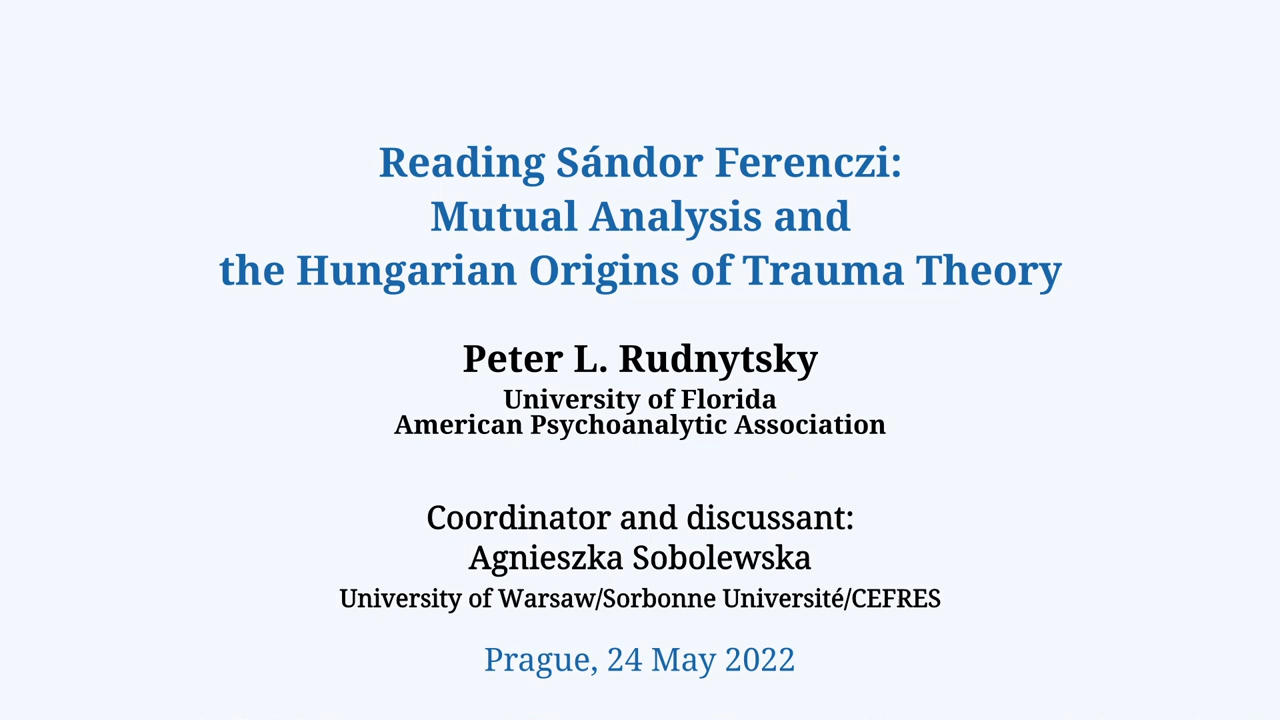 Reading Sándor Ferenczi:
Mutual Analysis and
the Hungarian Origins of Trauma Theory
Peter L. Rudnytsky
University of Florida
American Psychoanalytic Association
Coordinator and discussant:
Agnieszka Sobolewska
University of Warsaw/Sorbonne Université/CEFRES
Prague, 24 May 2022